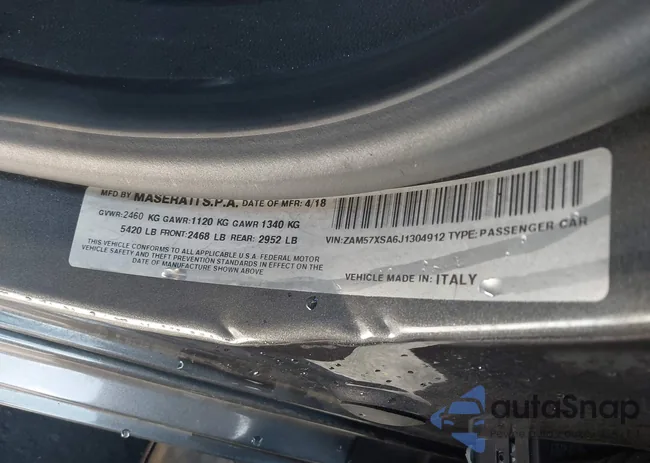 MFD BY MASERATI S.P.A. DATE OF MFR: 4/18
GVWR:2460 KG GAWR:1120 KG GAWR 1340 KG
5420 LB FRONT:2468 LB REAR: 2952 LB
THIS VEHICLE CONFORMS TO ALL APPLICABLE U.S.A. FEDERAL MOTOR
VEHICLE SAFETY AND THEFT PREVENTION STANDARDS IN EFFECT ON THE
DATE OF MANUFACTURE SHOWN ABOVE.
VIN:ZAM57XSA6J1304912 TYPE:PASSENGER CAR
VEHICLE MADE IN: ITALY
autoSnap